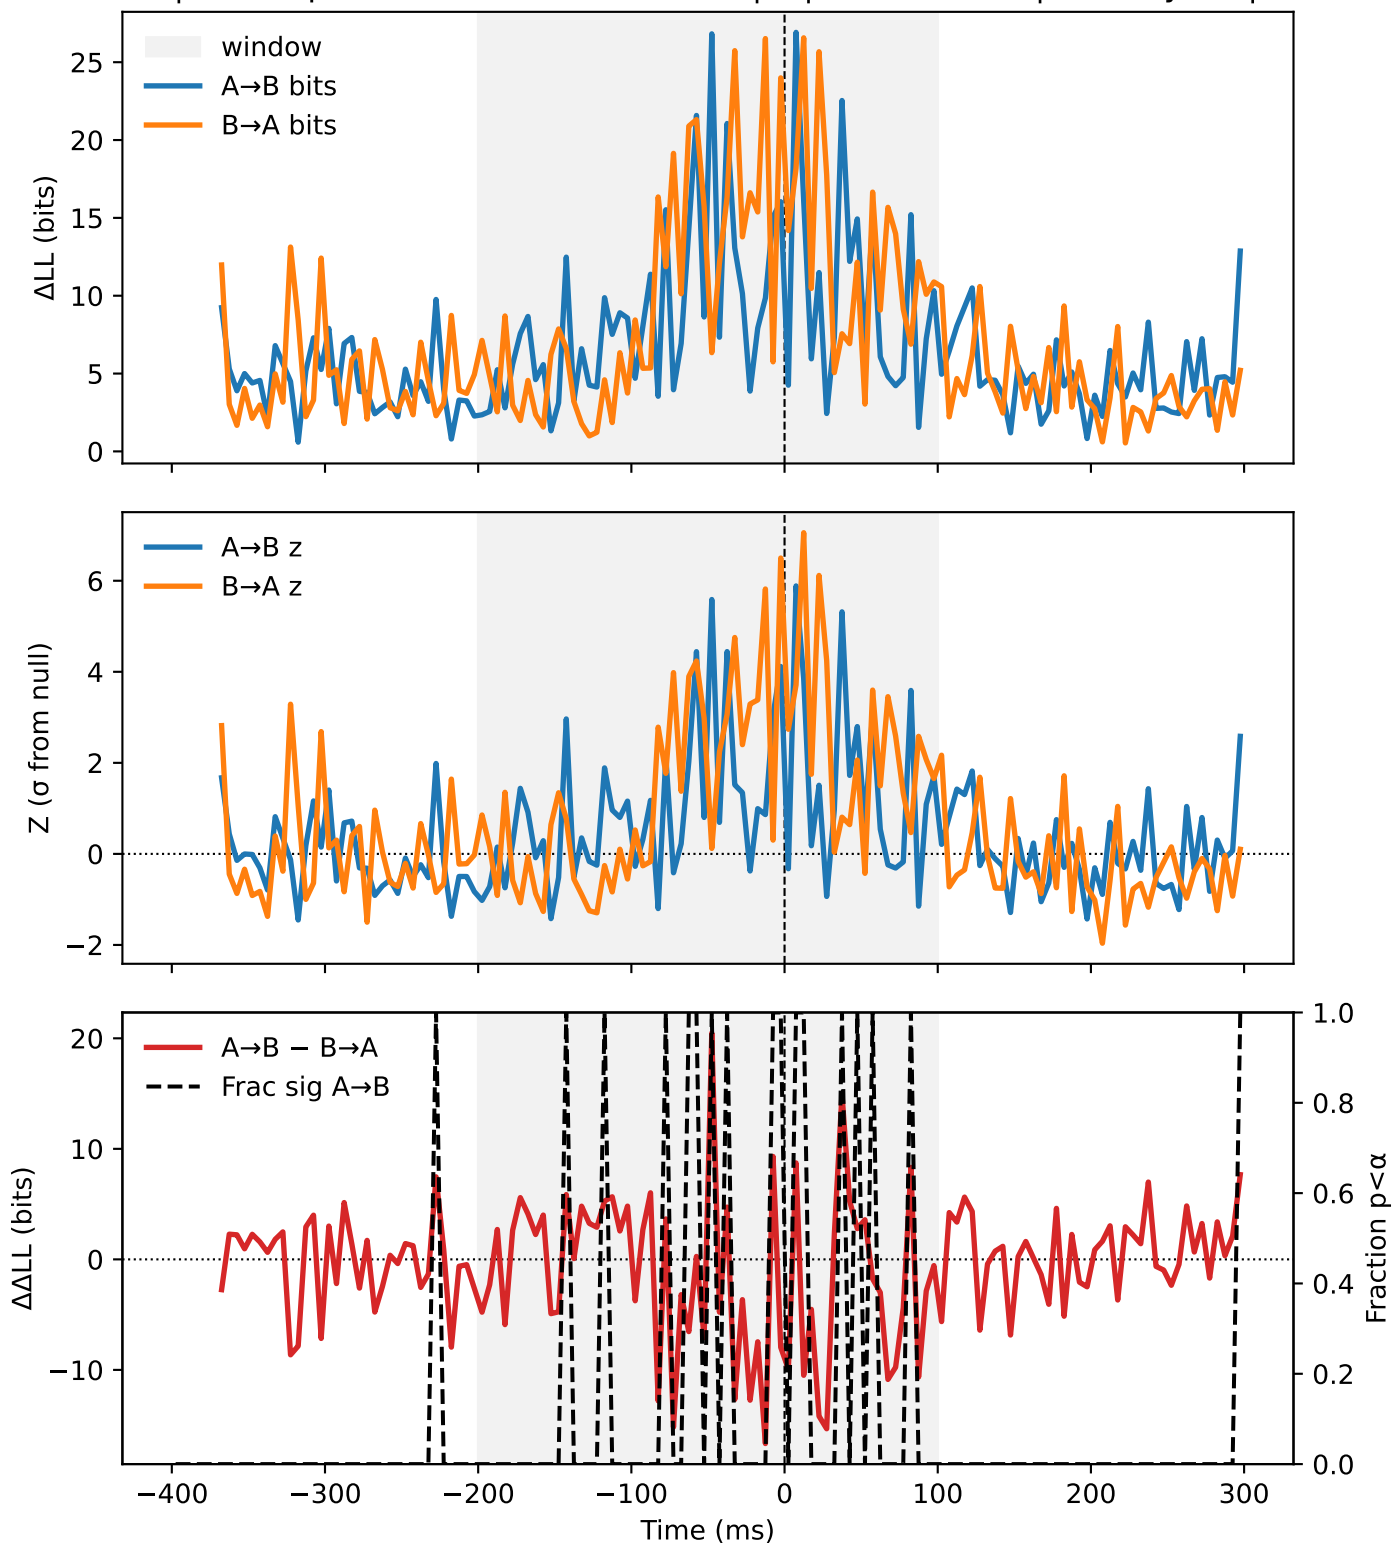 window
A→B bits
B→A bits
ΔLL (bits)
25
20
15
10
5
0
A→B z
B→A z
Z (σ from null)
6
4
2
0
−2
A→B − B→A
Frac sig A→B
ΔΔLL (bits)
20
10
0
−10
1.0
0.8
0.6
0.4
0.2
0.0
Fraction p<α
−400 −300 −200 −100 0 100 200 300
Time (ms)